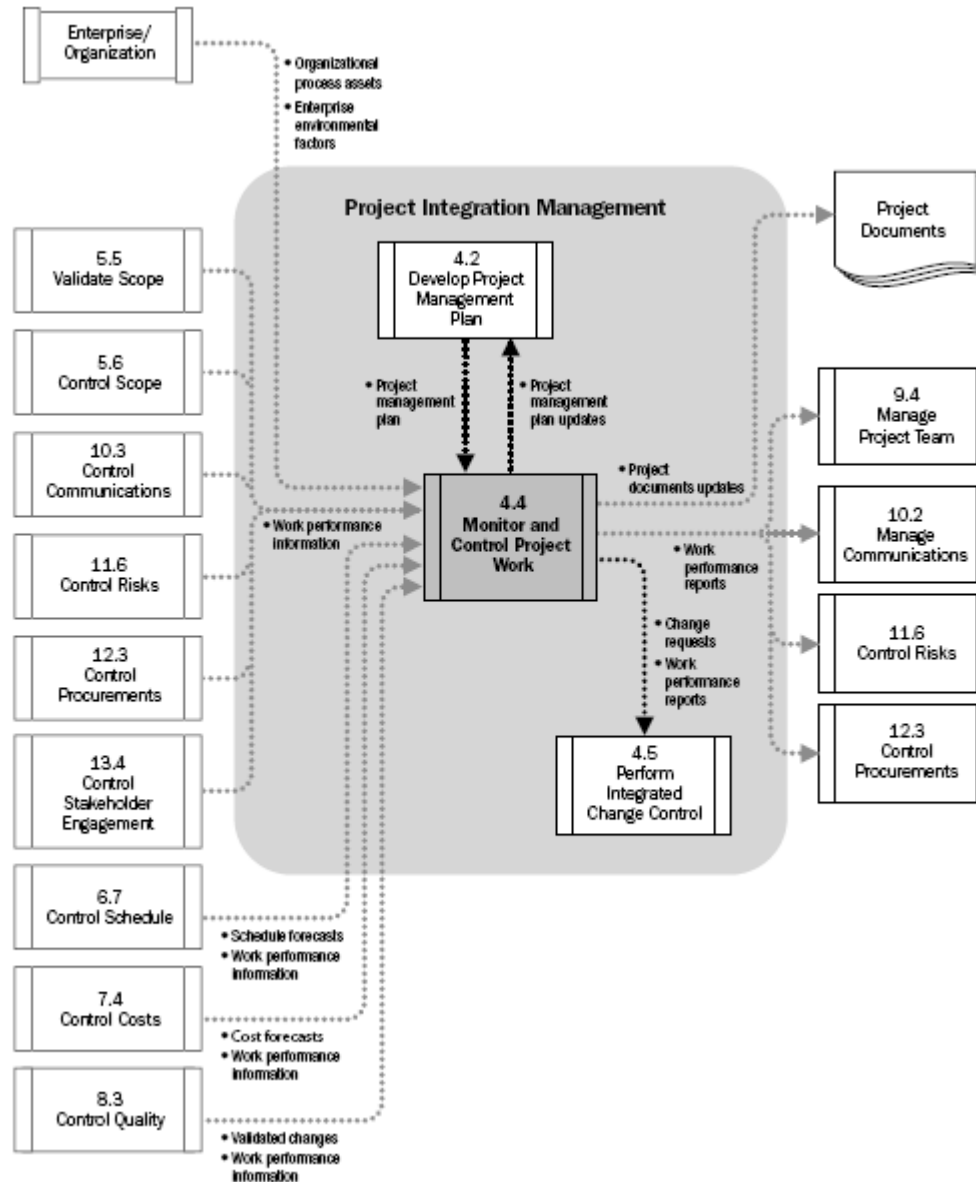 Enterprise/
Organization
• Organizational
process assets
• Enterprise
environmental
factors
Project Integration Management
Project
Documents
5.5
Validate Scope
4.2
Develop Project
Management
Plan
5.6
Control Scope
• Project
management
plan
• Project
management
plan updates
9.4
Manage
Project Team
10.3
Control
Communications
• Work performance
information
4.4
Monitor and
Control Project
Work
• Project
documents updates
10.2
Manage
Communications
• Work
performance
reports
11.6
Control Risks
• Change
requests
• Work
performance
reports
11.6
Control Risks
12.3
Control
Procurements
12.3
Control
Procurements
13.4
Control
Stakeholder
Engagement
4.5
Perform
Integrated
Change Control
6.7
Control Schedule
• Schedule forecasts
• Work performance
information
7.4
Control Costs
• Cost forecasts
• Work performance
information
8.3
Control Quality
• Validated changes
• Work performance
information